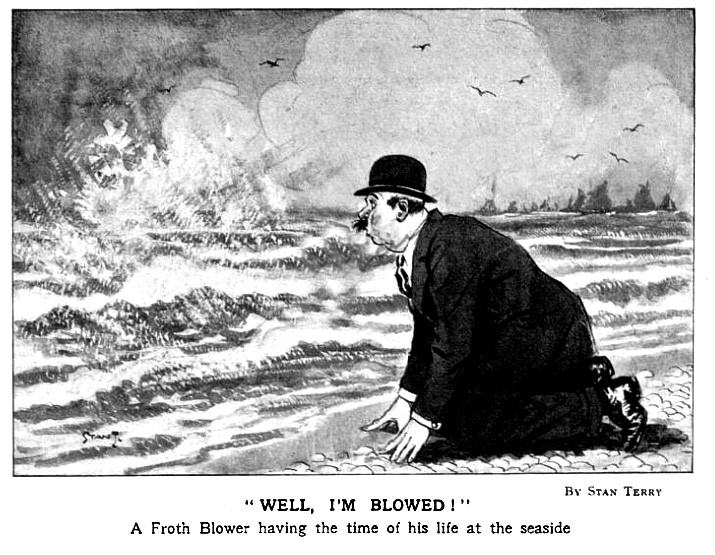 BY STAN TERRY
"WELL, I'M BLOWED!"
A Froth Blower having the time of his life at the seaside